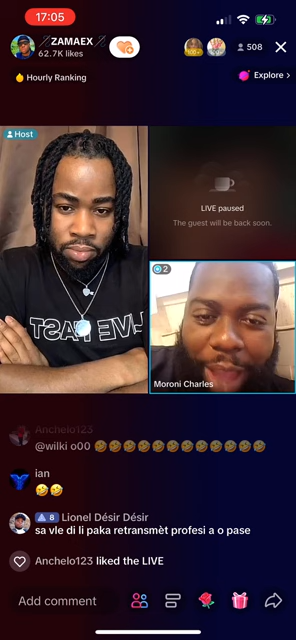 17:05
ZAMAEX
62.7K likes
508
Hourly Ranking
Explore >
Host
LIVE paused
The guest will be back soon.
2
LIVE FAST
Moroni Charles
Anchelo123
@wilki o00 🤣🤣🤣🤣🤣🤣🤣🤣🤣🤣🤣🤣
ian
🤣🤣
8 Lionel Désir Désir
sa vle di li paka retransmèt profesi a o pase
Anchelo123 liked the LIVE
Add comment